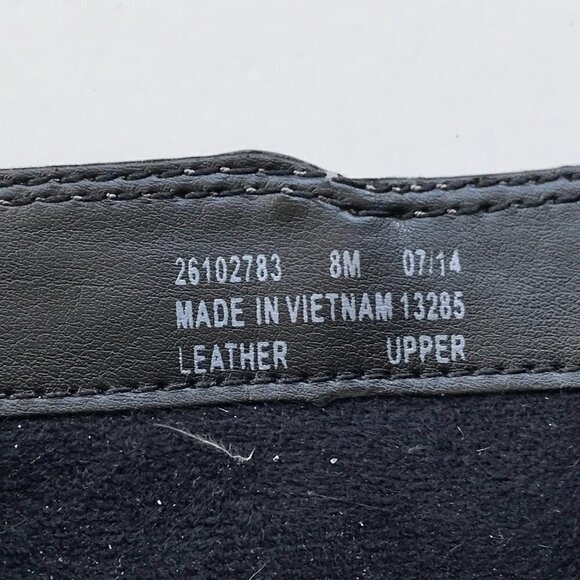 26102783 8M 07/14
MADE IN VIETNAM 13285
LEATHER UPPER